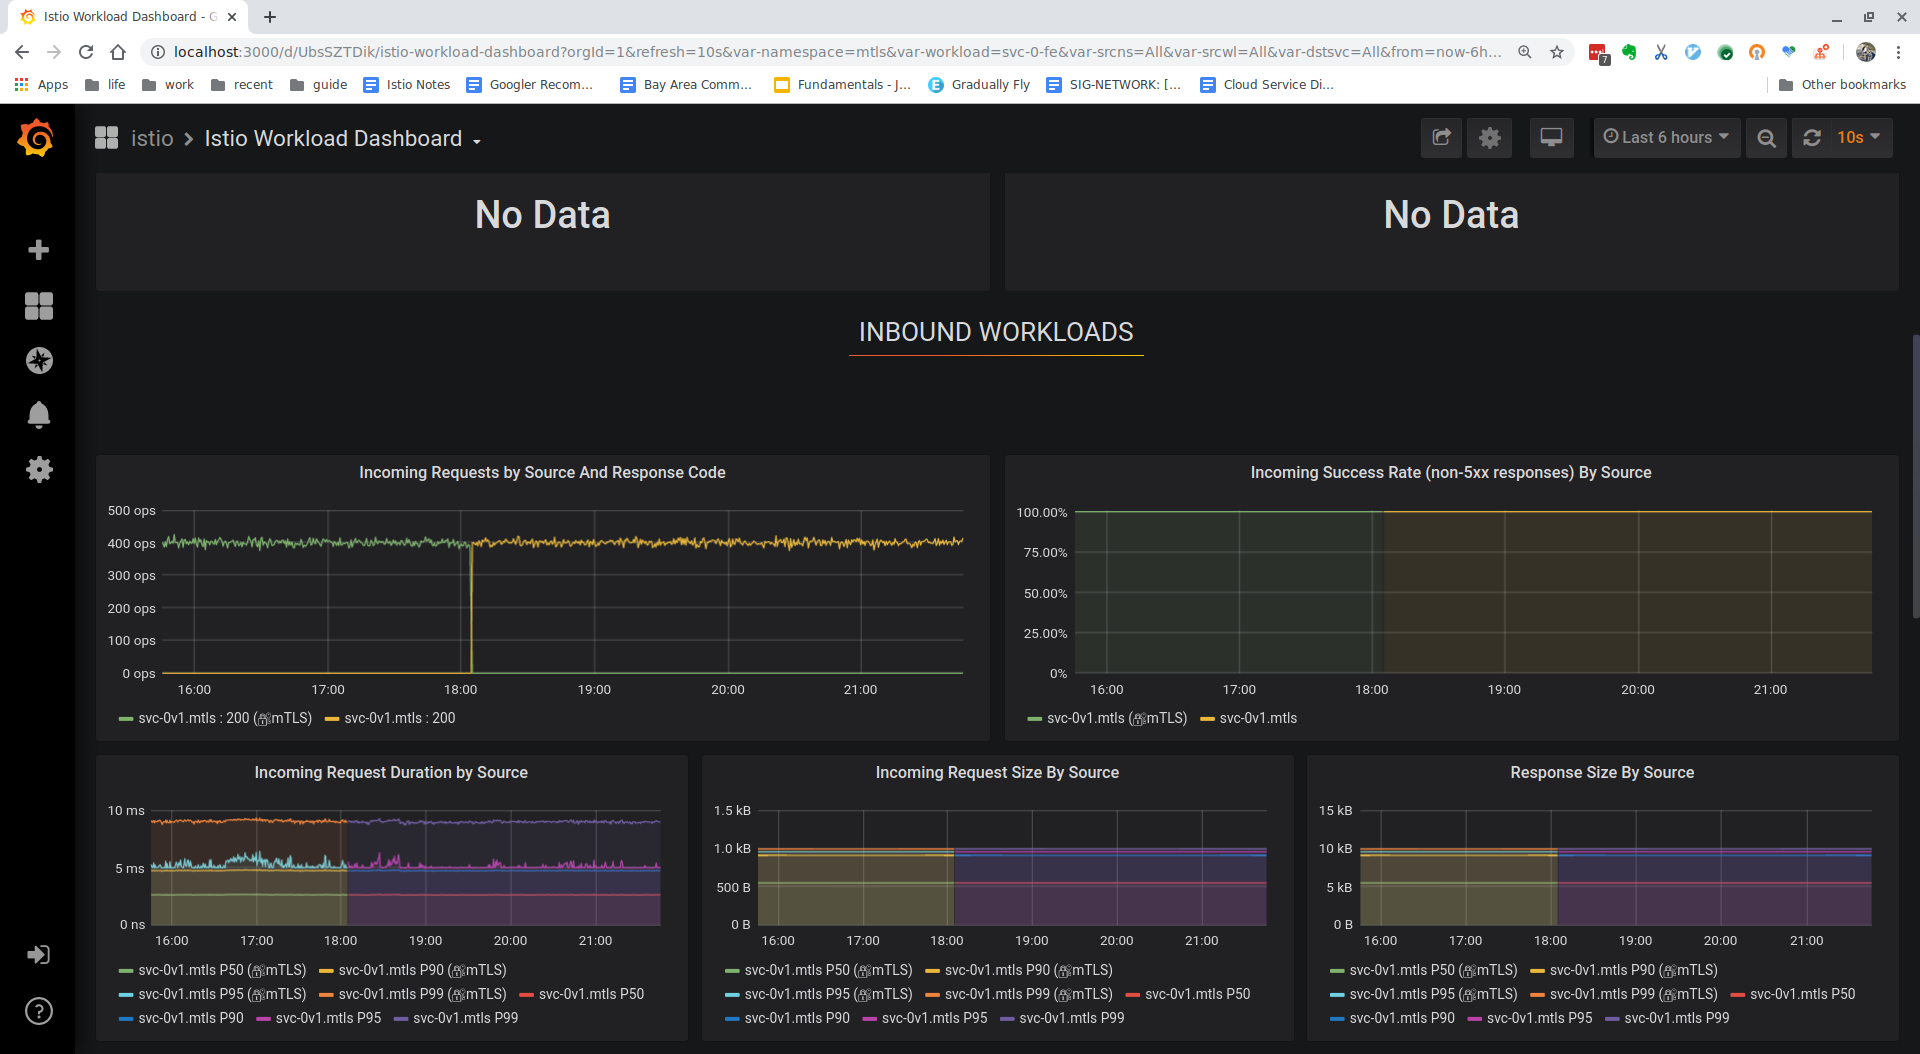 Istio Workload Dashboard - G
localhost:3000/d/UbsSZTDik/istio-workload-dashboard?orgId=1&refresh=10s&var-namespace=mtls&var-workload=svc-0-fe&var-srcns=All&var-srcwl=All&var-dstsvc=All&from=now-6h...
7
Apps life work recent guide Istio Notes Googler Recom... Bay Area Comm... Fundamentals - J... Gradually Fly SIG-NETWORK: [... Cloud Service Di... Other bookmarks
istio > Istio Workload Dashboard
Last 6 hours 10s
No Data No Data
INBOUND WORKLOADS
Incoming Requests by Source And Response Code
500 ops
400 ops
300 ops
200 ops
100 ops
0 ops
16:00 17:00 18:00 19:00 20:00 21:00
svc-0v1.mtls : 200 (🔐mTLS) svc-0v1.mtls : 200
Incoming Success Rate (non-5xx responses) By Source
100.00%
75.00%
50.00%
25.00%
0%
16:00 17:00 18:00 19:00 20:00 21:00
svc-0v1.mtls (🔐mTLS) svc-0v1.mtls
Incoming Request Duration by Source
10 ms
5 ms
0 ns
16:00 17:00 18:00 19:00 20:00 21:00
svc-0v1.mtls P50 (🔐mTLS) svc-0v1.mtls P90 (🔐mTLS)
svc-0v1.mtls P95 (🔐mTLS) svc-0v1.mtls P99 (🔐mTLS) svc-0v1.mtls P50
svc-0v1.mtls P90 svc-0v1.mtls P95 svc-0v1.mtls P99
Incoming Request Size By Source
1.5 kB
1.0 kB
500 B
0 B
16:00 17:00 18:00 19:00 20:00 21:00
svc-0v1.mtls P50 (🔐mTLS) svc-0v1.mtls P90 (🔐mTLS)
svc-0v1.mtls P95 (🔐mTLS) svc-0v1.mtls P99 (🔐mTLS) svc-0v1.mtls P50
svc-0v1.mtls P90 svc-0v1.mtls P95 svc-0v1.mtls P99
Response Size By Source
15 kB
10 kB
5 kB
0 B
16:00 17:00 18:00 19:00 20:00 21:00
svc-0v1.mtls P50 (🔐mTLS) svc-0v1.mtls P90 (🔐mTLS)
svc-0v1.mtls P95 (🔐mTLS) svc-0v1.mtls P99 (🔐mTLS) svc-0v1.mtls P50
svc-0v1.mtls P90 svc-0v1.mtls P95 svc-0v1.mtls P99